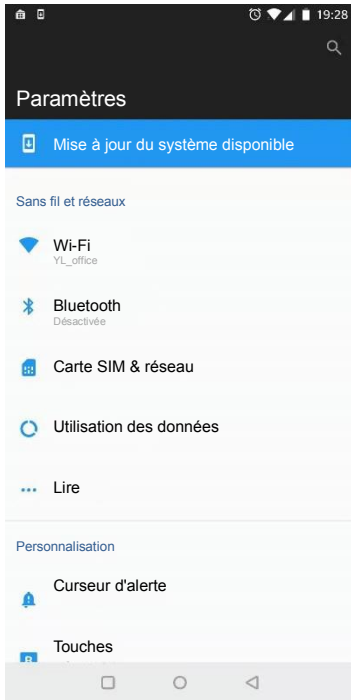 19:28
Paramètres
Mise à jour du système disponible
Sans fil et réseaux
Wi-Fi
YL_office
Bluetooth
Désactivée
Carte SIM & réseau
Utilisation des données
Lire
Personnalisation
Curseur d'alerte
Touches